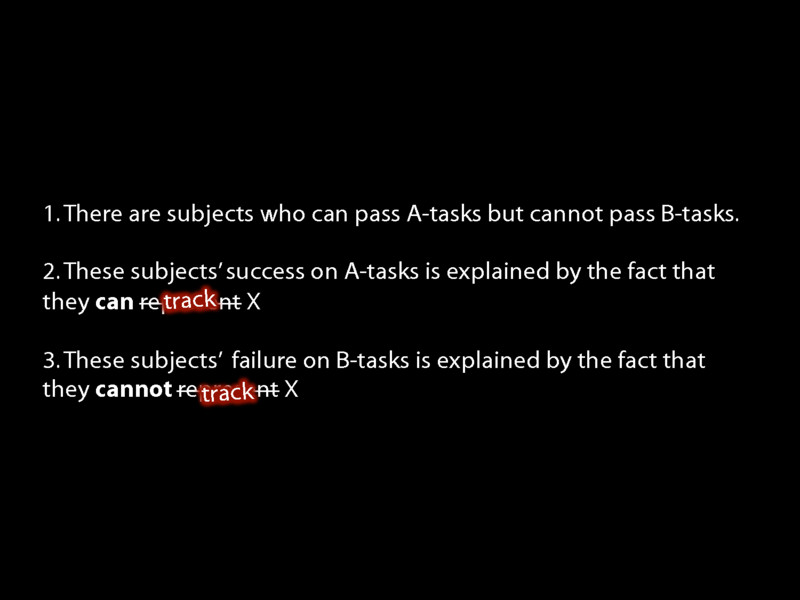 1. There are subjects who can pass A-tasks but cannot pass B-tasks.
2. These subjects’ success on A-tasks is explained by the fact that
they can re track nt X
3. These subjects’ failure on B-tasks is explained by the fact that
they cannot re track nt X